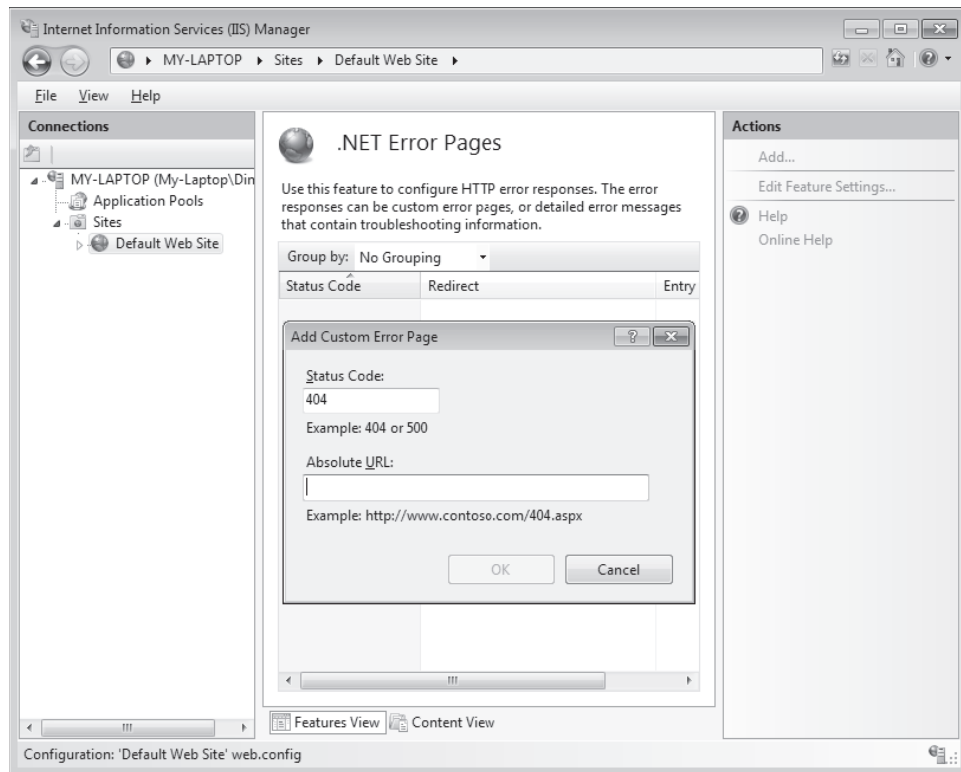 Internet Information Services (IIS) Manager
MY-LAPTOP Sites Default Web Site
File View Help
Connections
MY-LAPTOP (My-Laptop\Din
Application Pools
Sites
Default Web Site
.NET Error Pages
Use this feature to configure HTTP error responses. The error
responses can be custom error pages, or detailed error messages
that contain troubleshooting information.
Group by: No Grouping
Status Code Redirect Entry
Add Custom Error Page
Status Code:
404
Example: 404 or 500
Absolute URL:
Example: http://www.contoso.com/404.aspx
OK Cancel
Features View Content View
Actions
Add...
Edit Feature Settings...
Help
Online Help
Configuration: 'Default Web Site' web.config